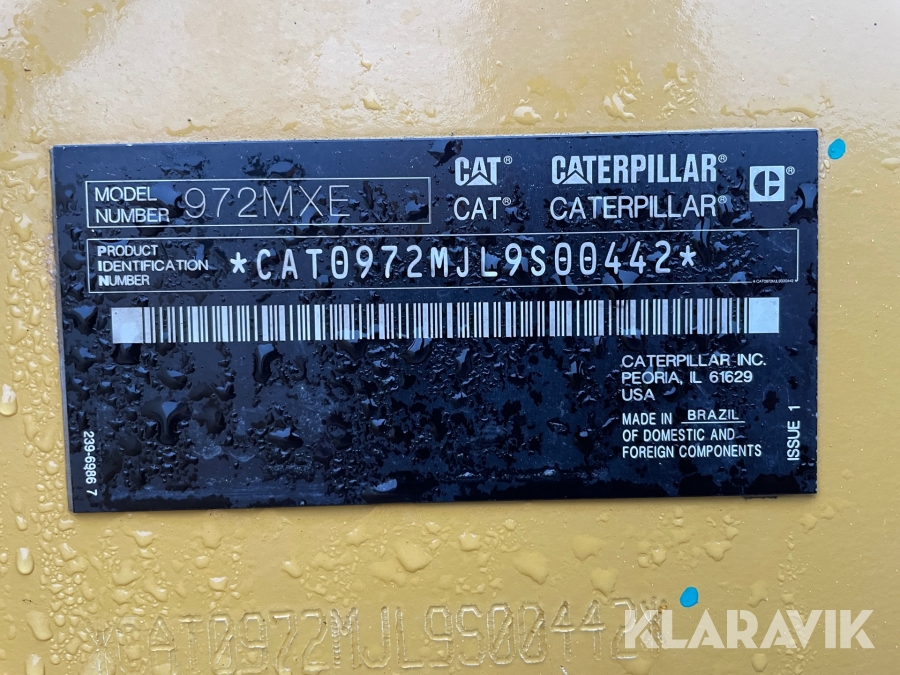 CAT® CATERPILLAR®
MODEL NUMBER 972MXE
CAT® CATERPILLAR®
PRODUCT IDENTIFICATION NUMBER *CAT0972MJL9S00442*
*CAT0972MJL9S00442*
CATERPILLAR INC.
PEORIA, IL 61629
USA
MADE IN BRAZIL
OF DOMESTIC AND
FOREIGN COMPONENTS
ISSUE 1
239-6986 7
*CAT0972MJL9S00442*
KLARAVIK